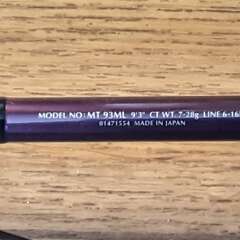 MODEL NO : MT 93ML 9'3" CT WT. 7-28g LINE 6-16
01471554 MADE IN JAPAN